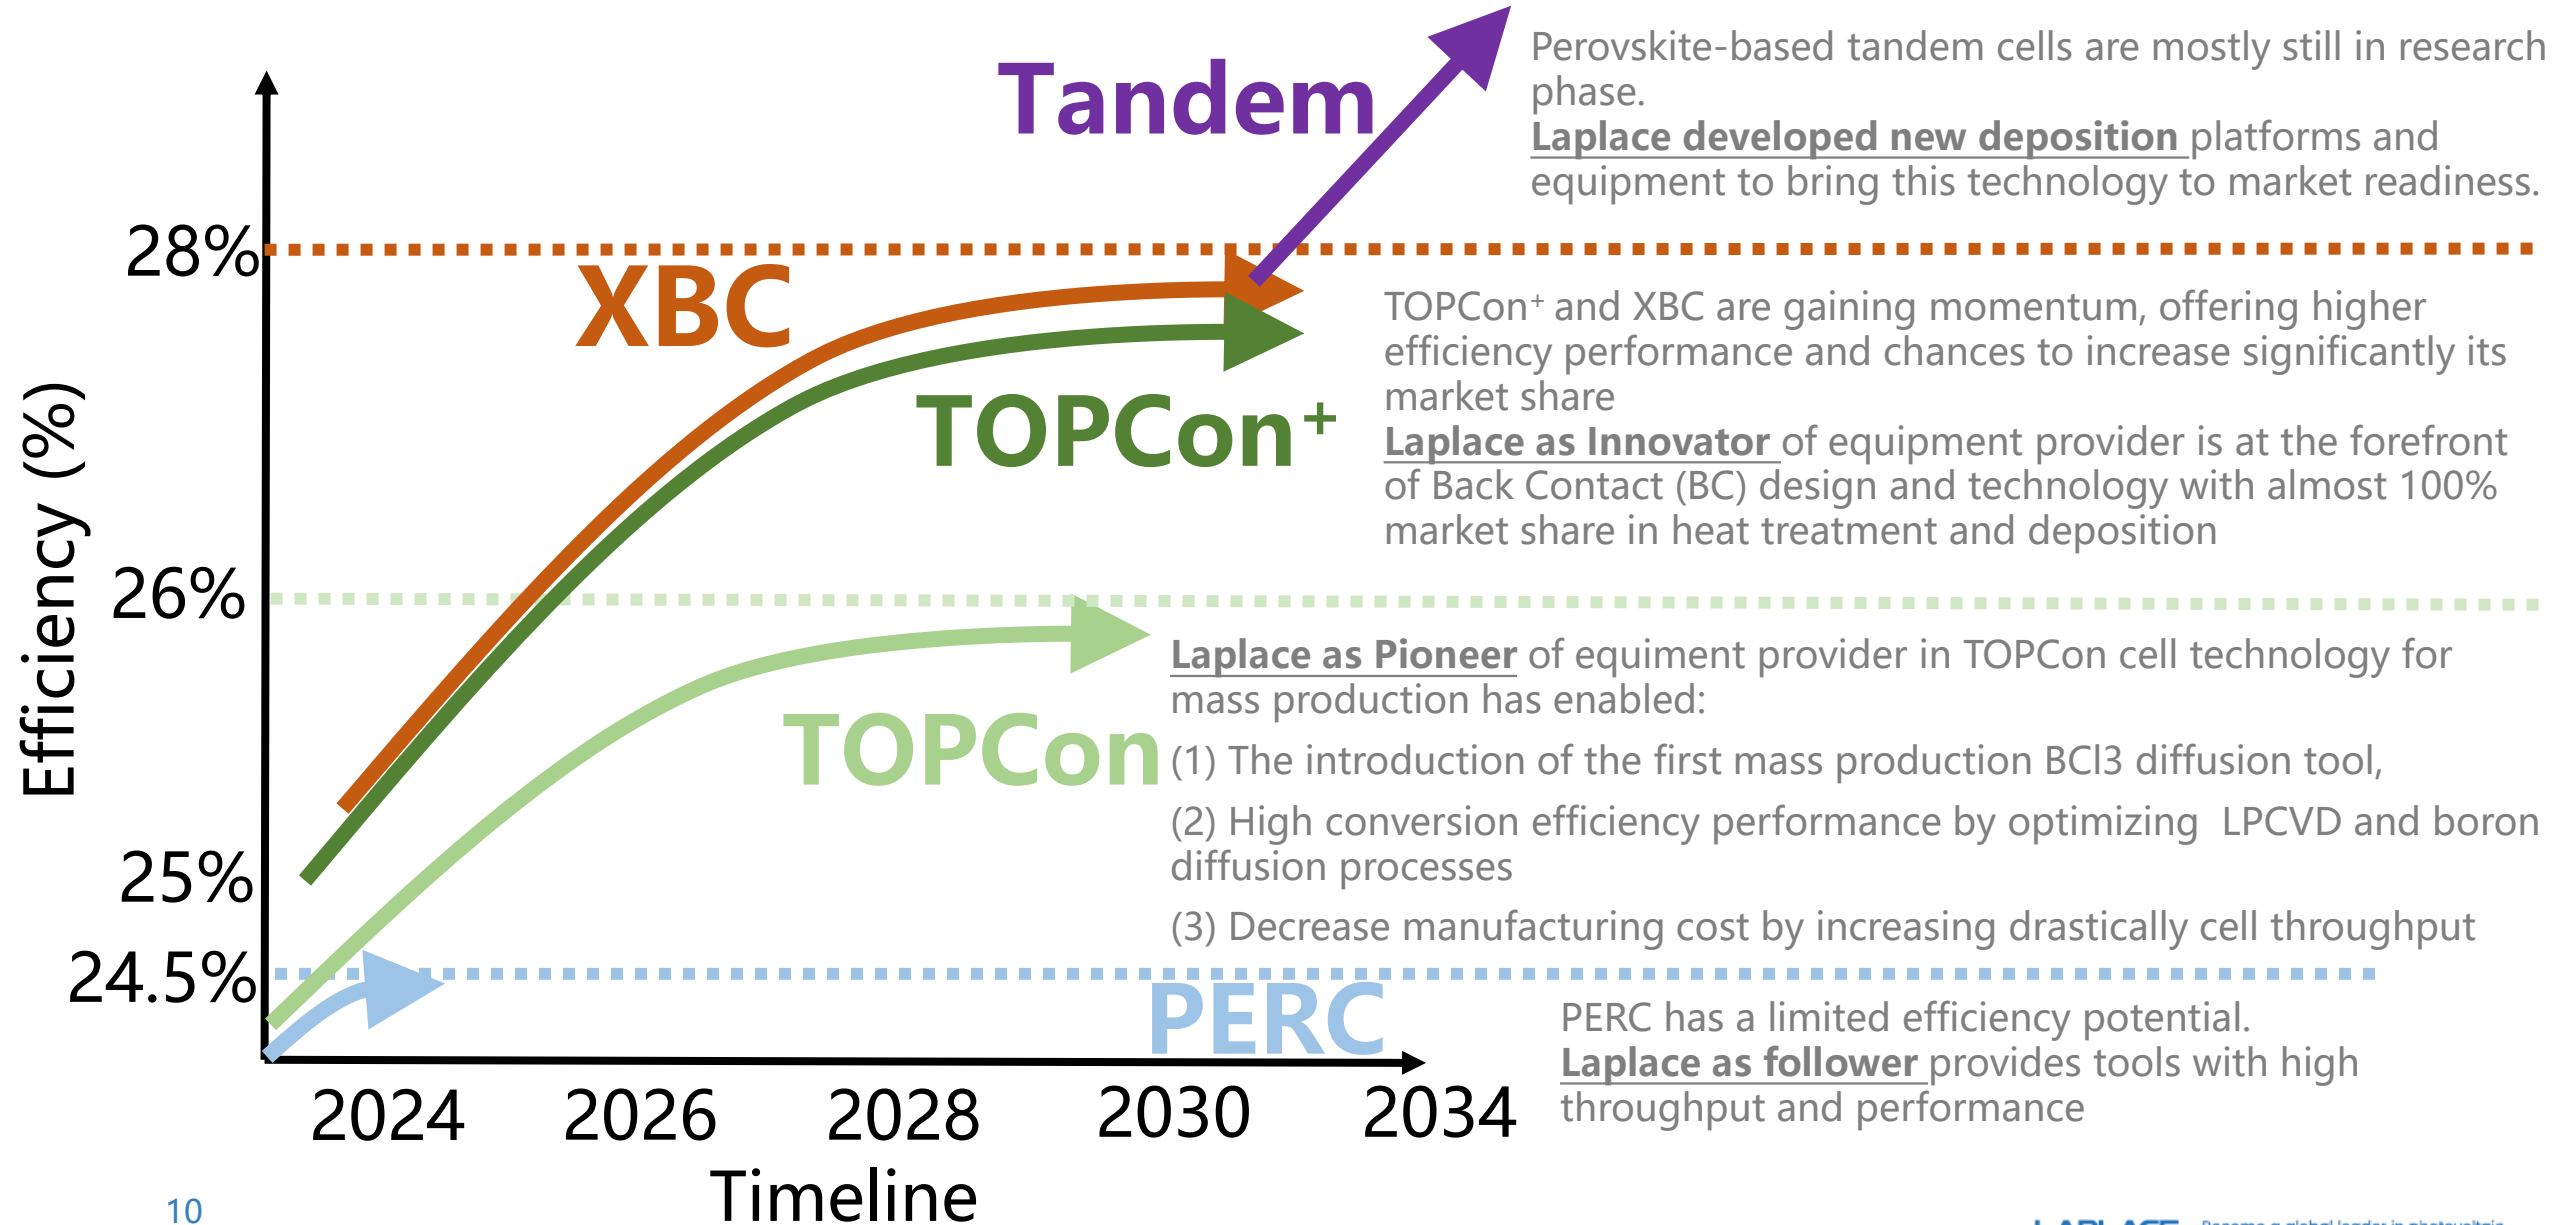 Tandem
Perovskite-based tandem cells are mostly still in research
phase.
Laplace developed new deposition platforms and
equipment to bring this technology to market readiness.
28%
XBC
TOPCon⁺ and XBC are gaining momentum, offering higher
efficiency performance and chances to increase significantly its
market share
Laplace as Innovator of equipment provider is at the forefront
of Back Contact (BC) design and technology with almost 100%
market share in heat treatment and deposition
TOPCon⁺
Efficiency (%)
26%
Laplace as Pioneer of equiment provider in TOPCon cell technology for
mass production has enabled:
TOPCon
(1) The introduction of the first mass production BCl3 diffusion tool,
(2) High conversion efficiency performance by optimizing LPCVD and boron
diffusion processes
(3) Decrease manufacturing cost by increasing drastically cell throughput
25%
24.5%
PERC
PERC has a limited efficiency potential.
Laplace as follower provides tools with high
throughput and performance
2024 2026 2028 2030 2034
Timeline
10
LAPLACE Become a global leader in photovoltaic